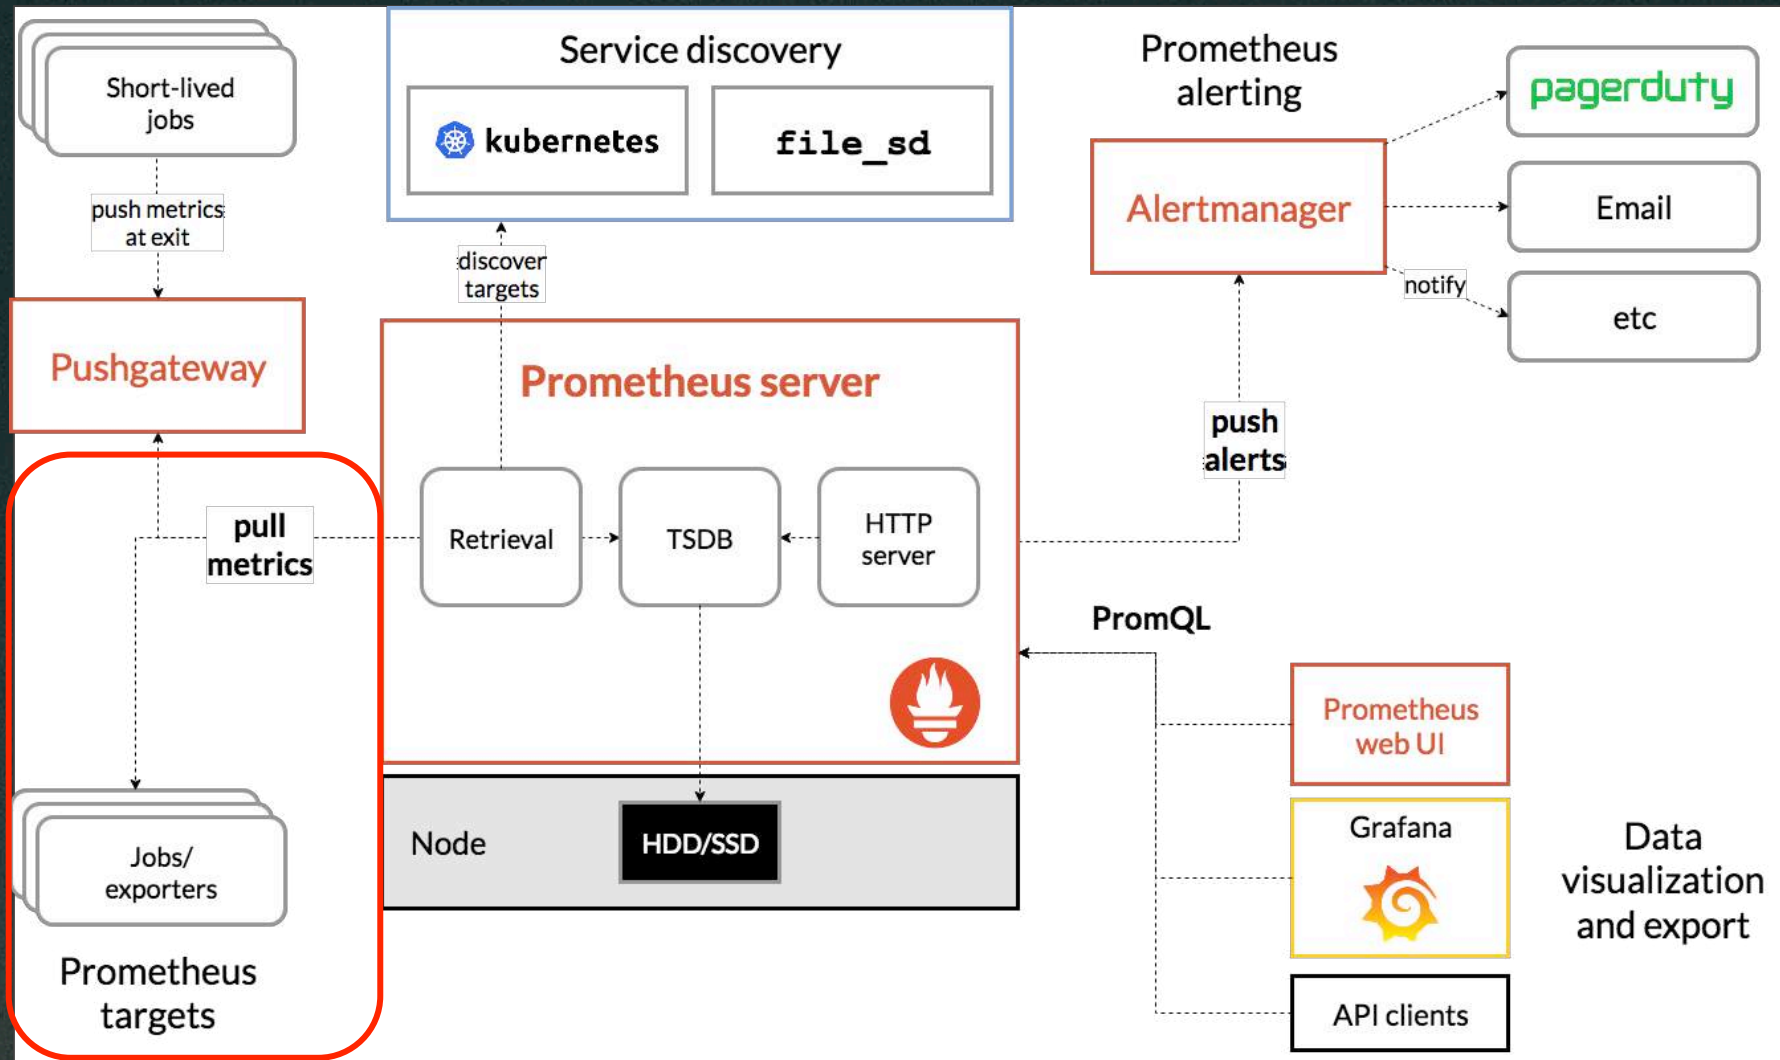 Short-lived
jobs
push metrics
at exit
Pushgateway
pull
metrics
Jobs/
exporters
Prometheus
targets
Service discovery
kubernetes
file_sd
discover
targets
Prometheus server
Retrieval
TSDB
HTTP
server
Node
HDD/SSD
Prometheus
alerting
Alertmanager
pagerduty
Email
notify
etc
push
alerts
PromQL
Prometheus
web UI
Grafana
API clients
Data
visualization
and export